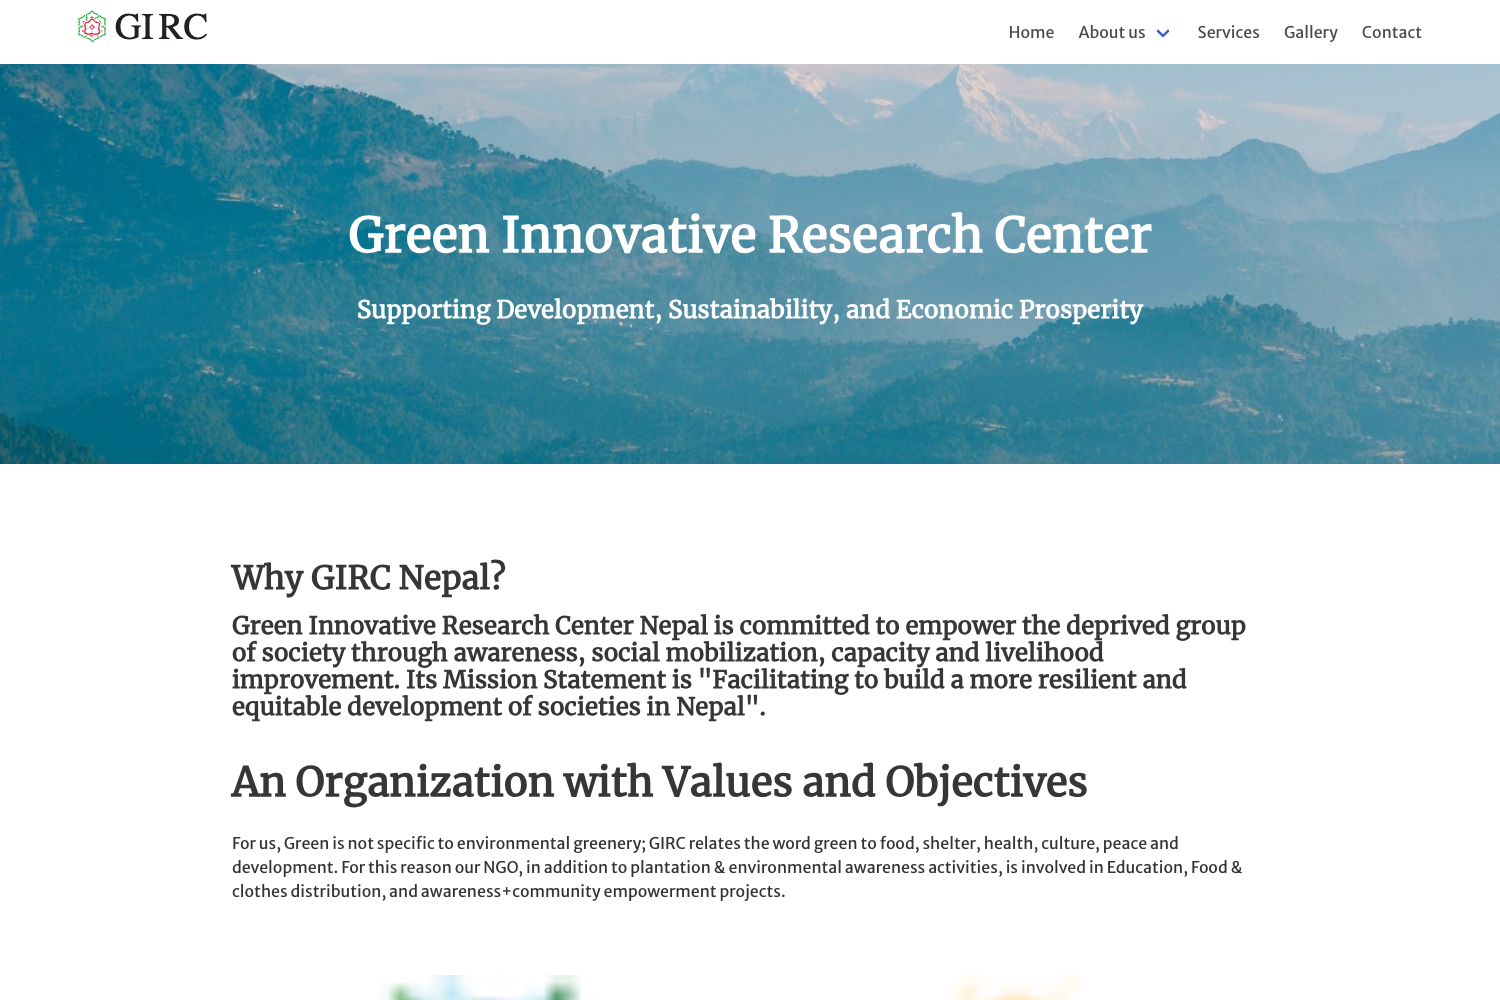 GIRC
Home
About us
Services
Gallery
Contact
Green Innovative Research Center
Supporting Development, Sustainability, and Economic Prosperity
Why GIRC Nepal?
Green Innovative Research Center Nepal is committed to empower the deprived group
of society through awareness, social mobilization, capacity and livelihood
improvement. Its Mission Statement is "Facilitating to build a more resilient and
equitable development of societies in Nepal".
An Organization with Values and Objectives
For us, Green is not specific to environmental greenery; GIRC relates the word green to food, shelter, health, culture, peace and
development. For this reason our NGO, in addition to plantation & environmental awareness activities, is involved in Education, Food &
clothes distribution, and awareness+community empowerment projects.